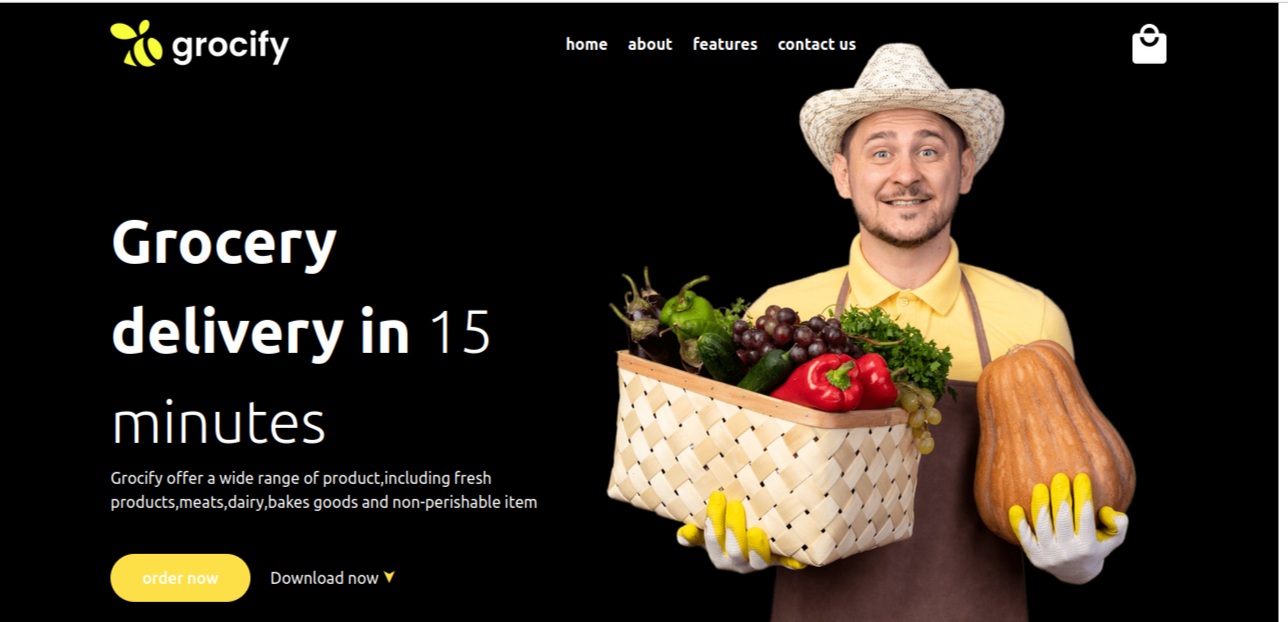 grocify
home about features contact us
Grocery
delivery in 15
minutes
Grocify offer a wide range of product,including fresh
products,meats,dairy,bakes goods and non-perishable item
order now Download now